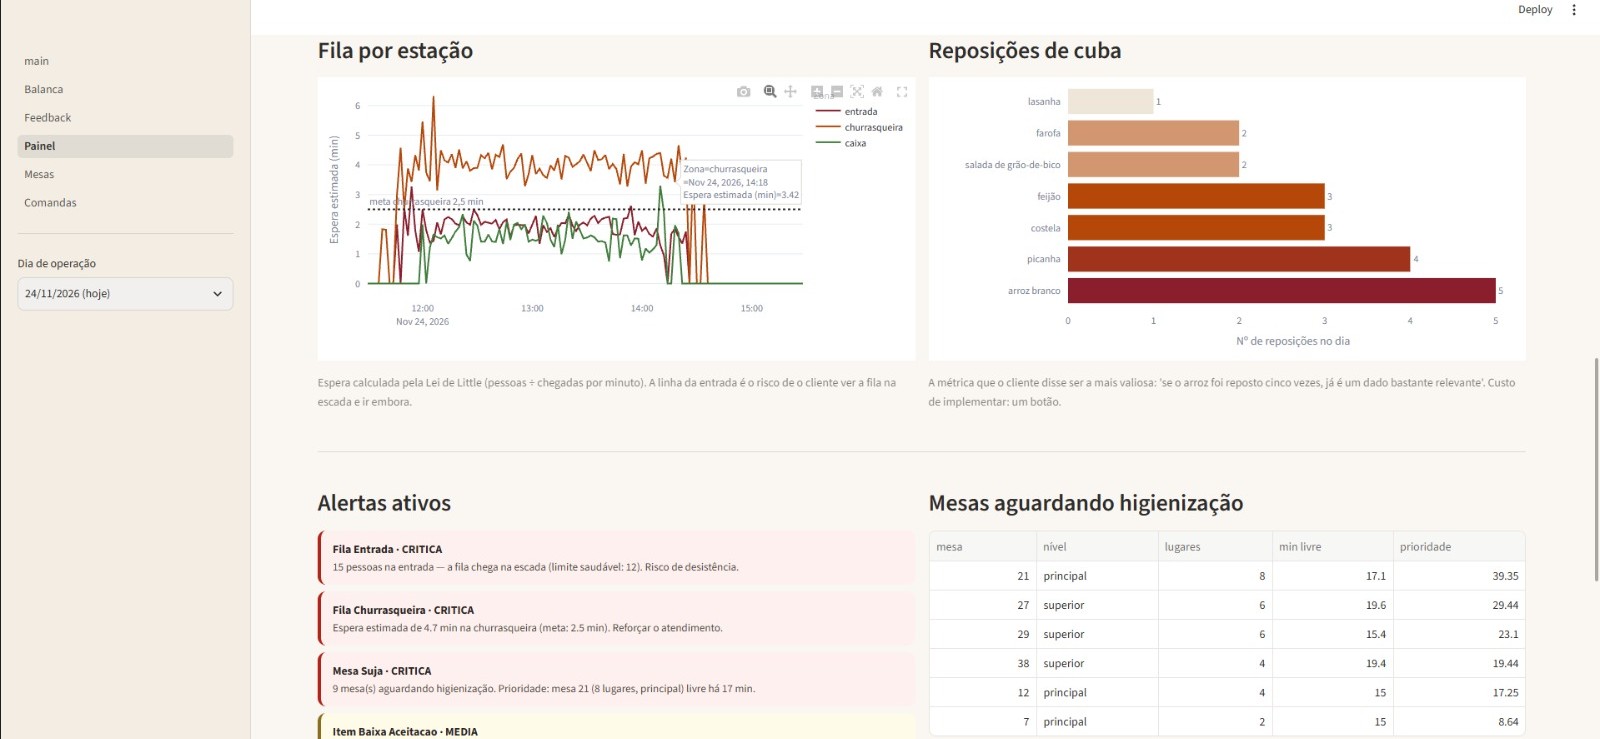 Deploy
main
Balanca
Feedback
Painel
Mesas
Comandas
Dia de operação
24/11/2026 (hoje)
Fila por estação
Espera estimada (min)
6
5
4
3
2
1
0
meta churrasqueira 2,5 min
12:00
Nov 24, 2026
13:00
14:00
15:00
entrada
churrasqueira
caixa
Zona=churrasqueira
=Nov 24, 2026, 14:18
Espera estimada (min)=3.42
Espera calculada pela Lei de Little (pessoas ÷ chegadas por minuto). A linha da entrada é o risco de o cliente ver a fila na
escada e ir embora.
Reposições de cuba
lasanha 1
farofa 2
salada de grão-de-bico 2
feijão 3
costela 3
picanha 4
arroz branco 5
0 1 2 3 4 5
Nº de reposições no dia
A métrica que o cliente disse ser a mais valiosa: 'se o arroz foi reposto cinco vezes, já é um dado bastante relevante'. Custo
de implementar: um botão.
Alertas ativos
Fila Entrada · CRITICA
15 pessoas na entrada — a fila chega na escada (limite saudável: 12). Risco de desistência.
Fila Churrasqueira · CRITICA
Espera estimada de 4.7 min na churrasqueira (meta: 2.5 min). Reforçar o atendimento.
Mesa Suja · CRITICA
9 mesa(s) aguardando higienização. Prioridade: mesa 21 (8 lugares, principal) livre há 17 min.
Item Baixa Aceitacao · MEDIA
Mesas aguardando higienização
mesa nivel lugares min livre prioridade
21 principal 8 17.1 39.35
27 superior 6 19.6 29.44
29 superior 6 15.4 23.1
38 superior 4 19.4 19.44
12 principal 4 15 17.25
7 principal 2 15 8.64